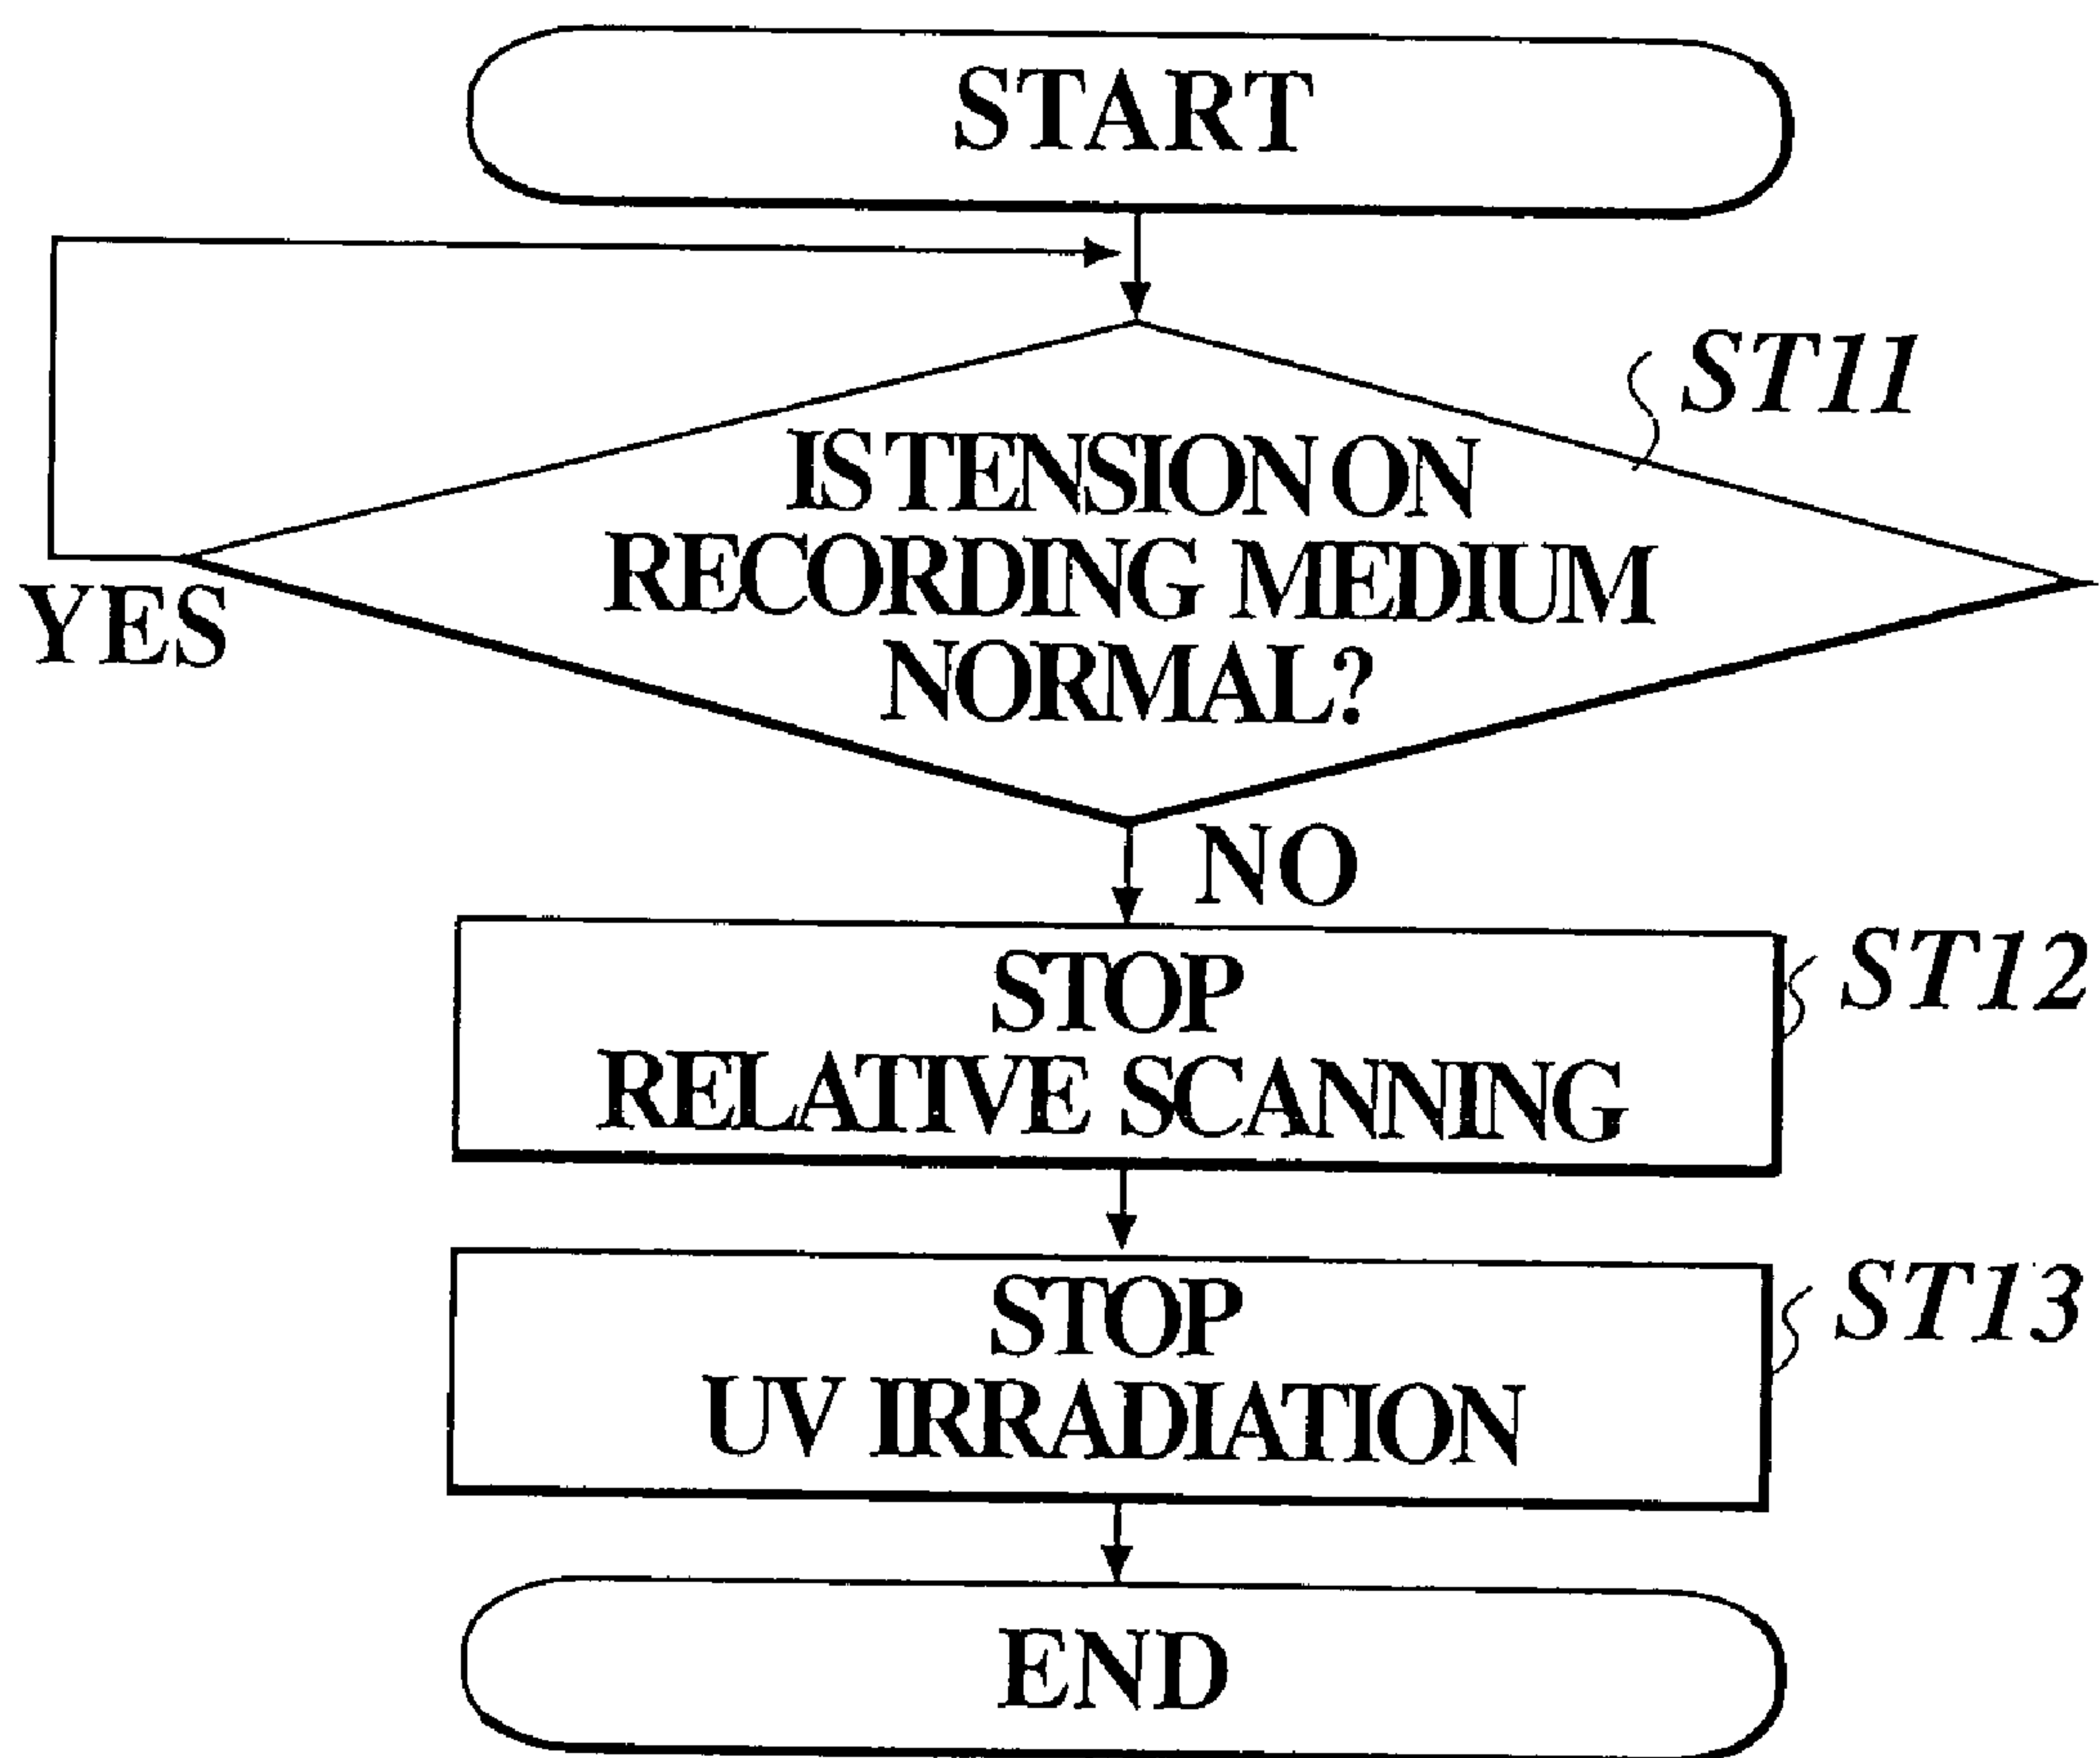 START
ST11
IS TENSION ON
RECORDING MEDIUM
NORMAL?
YES
NO
STOP
RELATIVE SCANNING
ST12
STOP
UV IRRADIATION
ST13
END